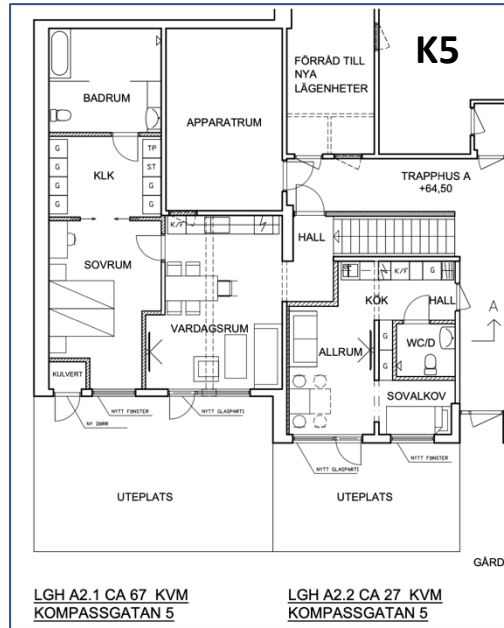 K5
FÖRRÅD TILL
NYA
LÄGENHETER
BADRUM
APPARATRUM
G
TP
G
ST
KLK
G
G
G
G
TRAPPHUS A
+64,50
K/F
HALL
SOVRUM
K/F
G
KÖK
HALL
A
VARDAGSRUM
ALLRUM
WC/D
G
G
KULVERT
SOVALKOV
NYTT FÖNSTER
NYTT GLASPARTI
NY DÖRR
NYTT GLASPARTI
NYTT FÖNSTER
UTEPLATS
UTEPLATS
GÅRD
LGH A2.1 CA 67 KVM
KOMPASSGATAN 5
LGH A2.2 CA 27 KVM
KOMPASSGATAN 5